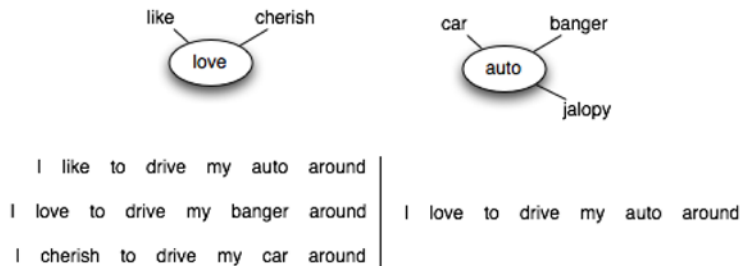 like cherish
love
car banger
auto
jalopy
I like to drive my auto around
I love to drive my banger around
I cherish to drive my car around
I love to drive my auto around